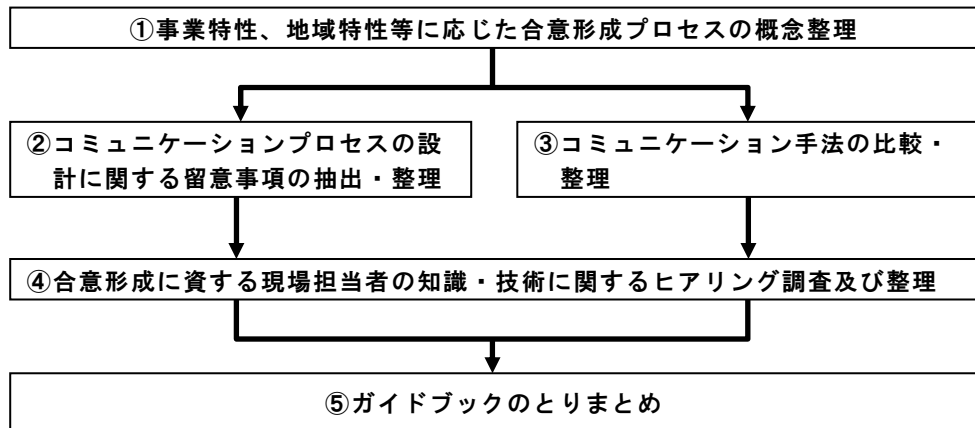 ①事業特性、地域特性等に応じた合意形成プロセスの概念整理
②コミュニケーションプロセスの設
計に関する留意事項の抽出・整理
③コミュニケーション手法の比較・
整理
④合意形成に資する現場担当者の知識・技術に関するヒアリング調査及び整理
⑤ガイドブックのとりまとめ